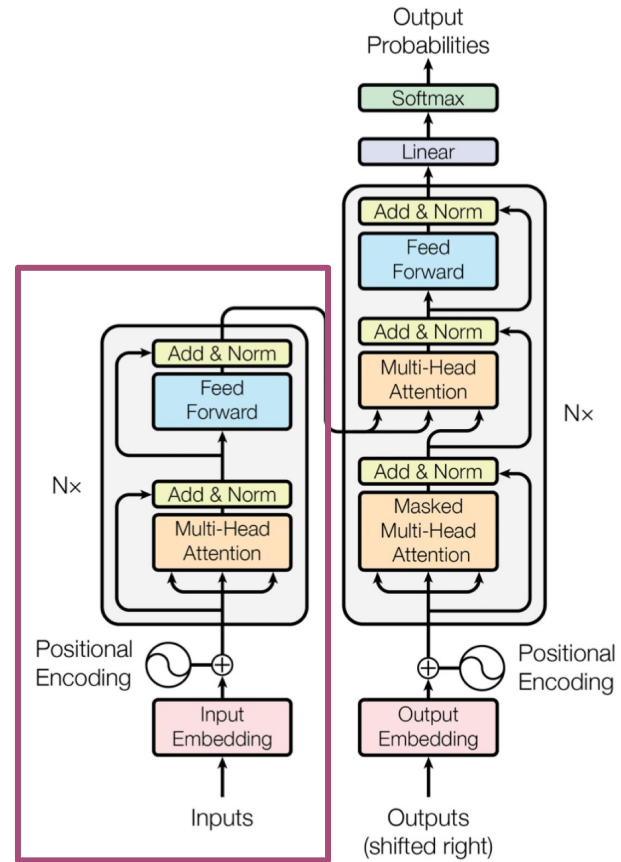 Output
Probabilities
Softmax
Linear
Add & Norm
Feed
Forward
Add & Norm
Multi-Head
Attention
Nx
Add & Norm
Masked
Multi-Head
Attention
Positional
Encoding
Output
Embedding
Outputs
(shifted right)
Add & Norm
Feed
Forward
Nx
Add & Norm
Multi-Head
Attention
Positional
Encoding
Input
Embedding
Inputs